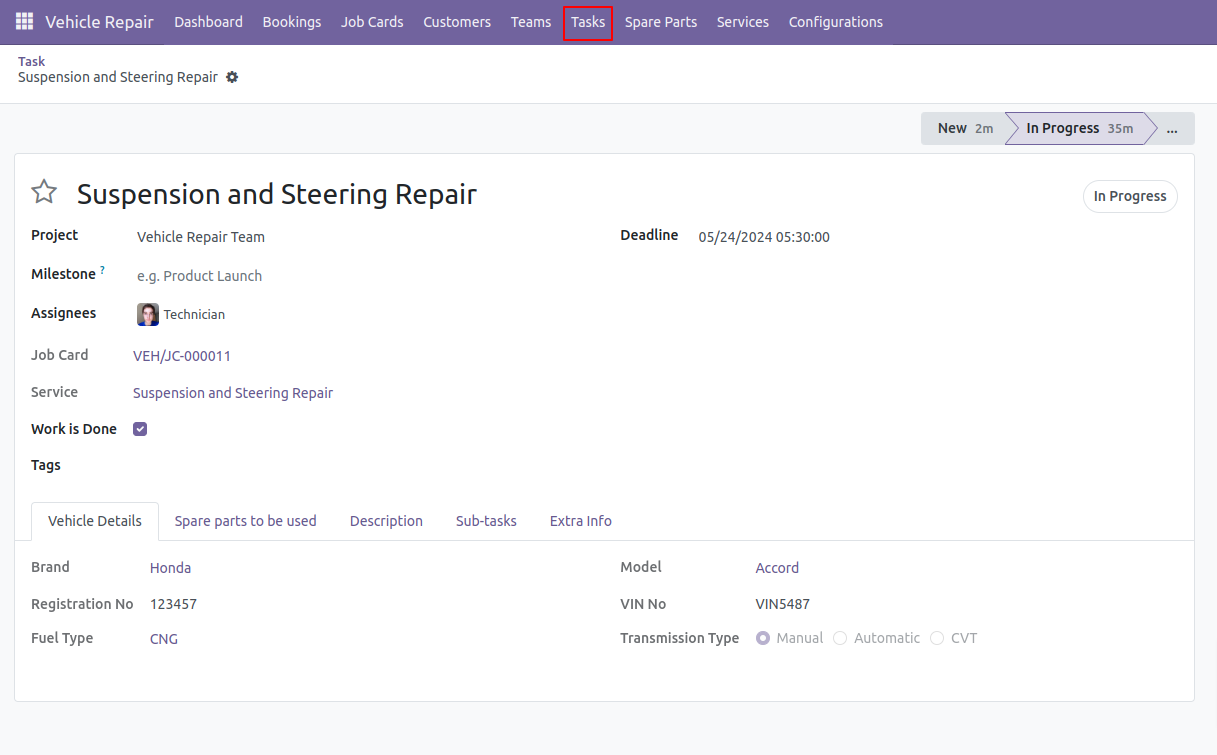 Vehicle Repair Dashboard Bookings Job Cards Customers Teams Tasks Spare Parts Services Configurations
Task
Suspension and Steering Repair
New 2m In Progress 35m ...
Suspension and Steering Repair
In Progress
Project Vehicle Repair Team Deadline 05/24/2024 05:30:00
Milestone ? e.g. Product Launch
Assignees Technician
Job Card VEH/JC-000011
Service Suspension and Steering Repair
Work is Done
Tags
Vehicle Details Spare parts to be used Description Sub-tasks Extra Info
Brand Honda Model Accord
Registration No 123457 VIN No VIN5487
Fuel Type CNG Transmission Type Manual Automatic CVT